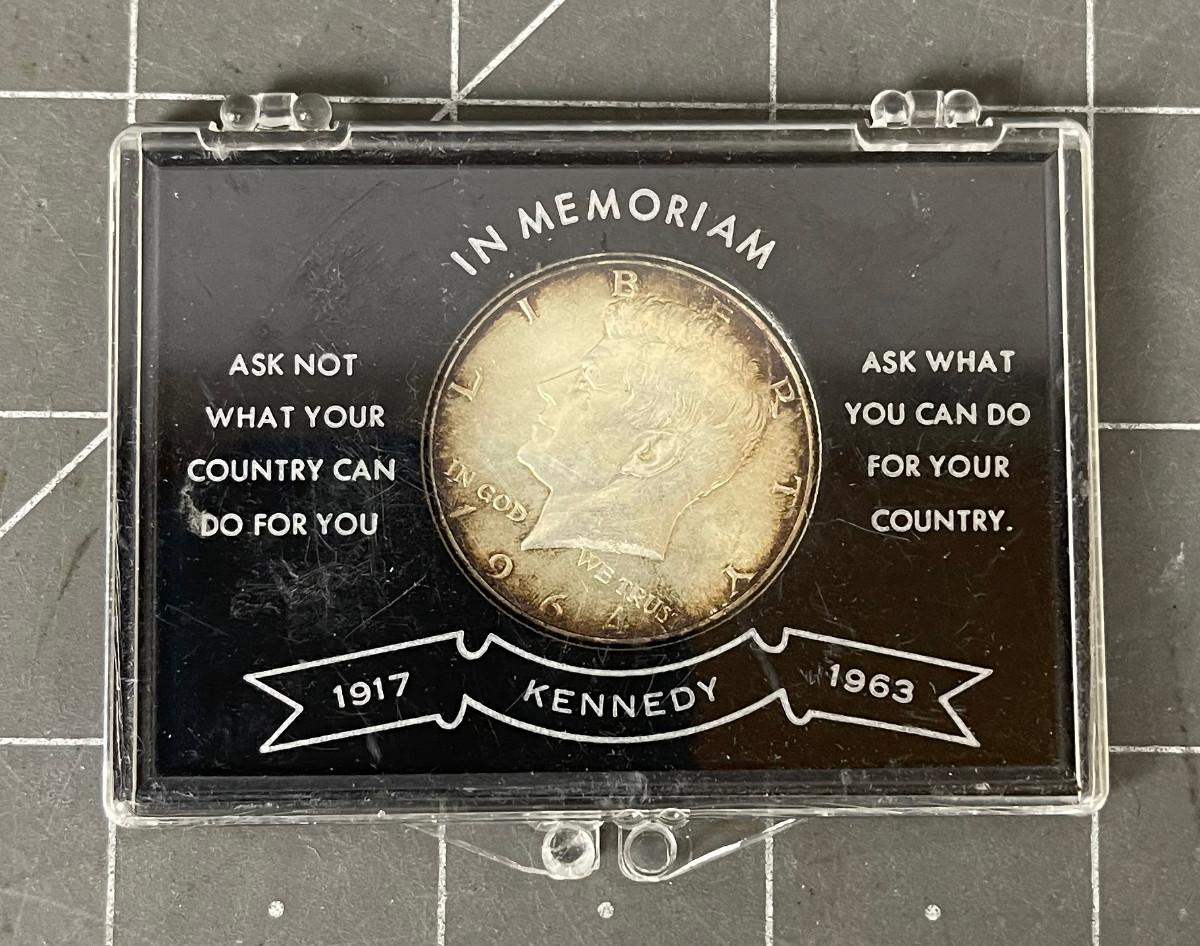 IN MEMORIAM
ASK NOT
WHAT YOUR
COUNTRY CAN
DO FOR YOU
LIBERTY
IN GOD
WE TRUST
1964
ASK WHAT
YOU CAN DO
FOR YOUR
COUNTRY.
1917
KENNEDY
1963